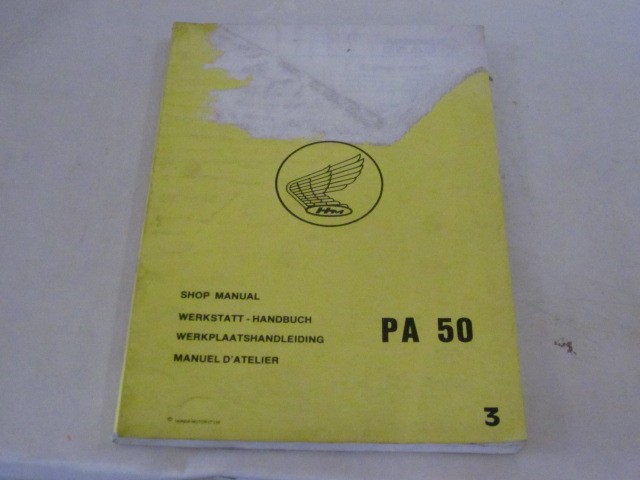 SHOP MANUAL
WERKSTATT - HANDBUCH
WERKPLAATSHANDLEIDING
MANUEL D'ATELIER
PA 50
3